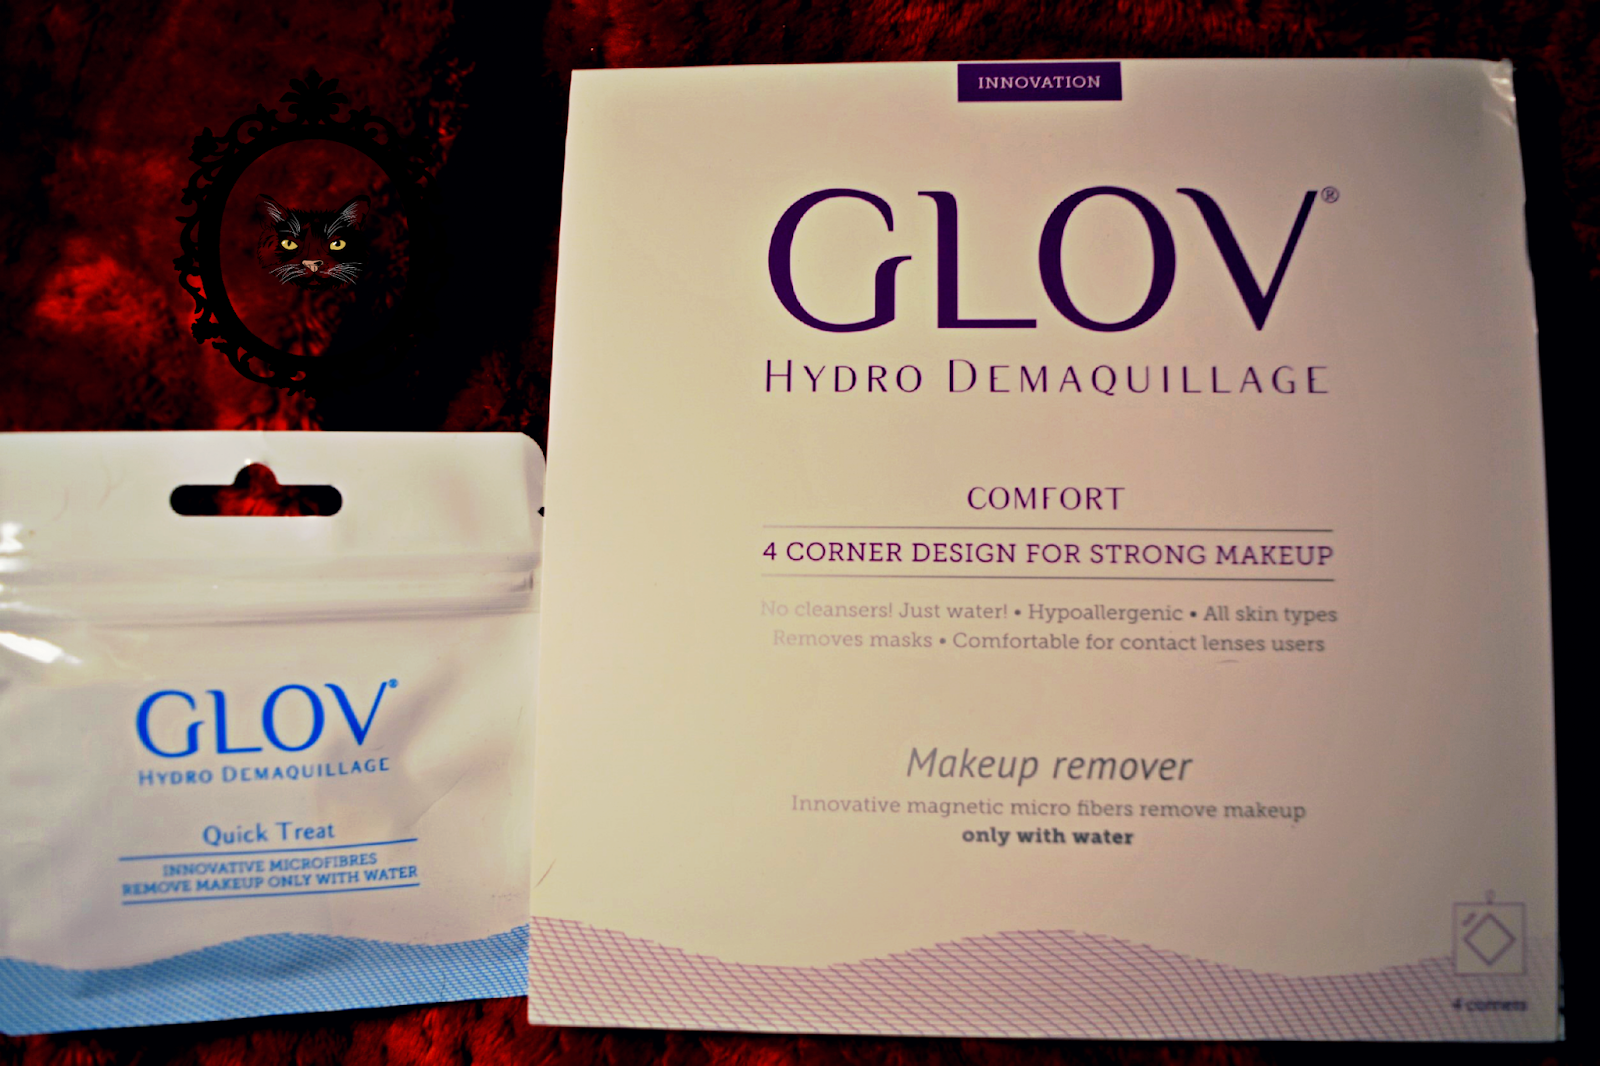 INNOVATION
GLOV®
HYDRO DEMAQUILLAGE
COMFORT
4 CORNER DESIGN FOR STRONG MAKEUP
No cleansers! Just water! • Hypoallergenic • All skin types
Removes masks • Comfortable for contact lenses users
Makeup remover
Innovative magnetic micro fibers remove makeup
only with water
4 corners
GLOV®
HYDRO DEMAQUILLAGE
Quick Treat
INNOVATIVE MICROFIBRES
REMOVE MAKEUP ONLY WITH WATER